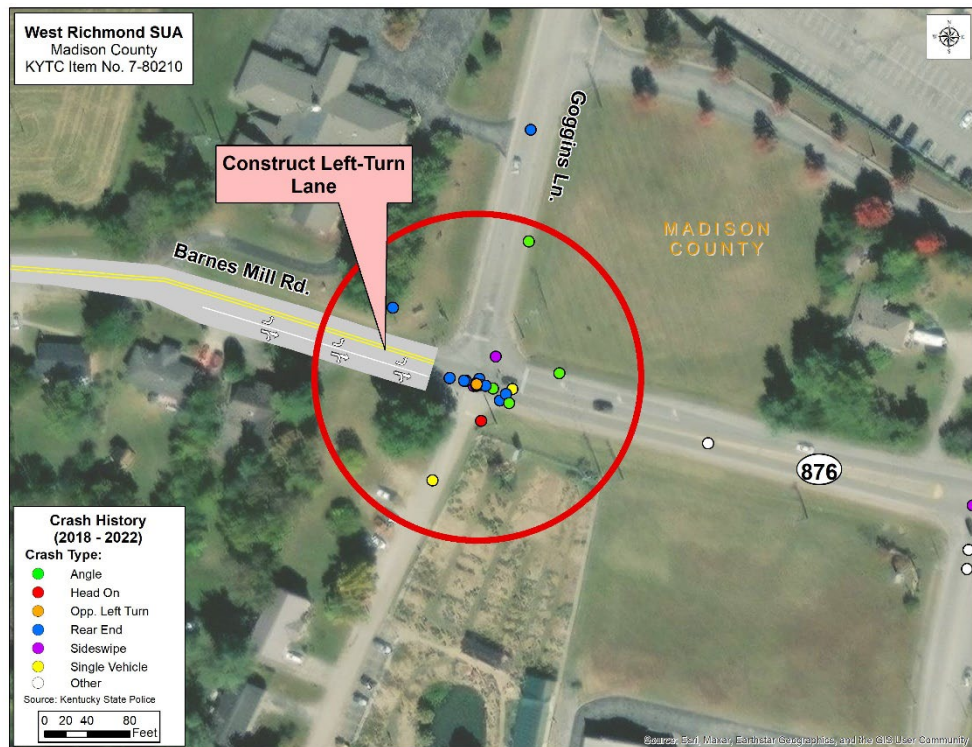 West Richmond SUA
Madison County
KYTC Item No. 7-80210
Construct Left-Turn
Lane
Goggins Ln.
Barnes Mill Rd.
MADISON
COUNTY
876
Crash History
(2018 - 2022)
Crash Type:
Angle
Head On
Opp. Left Turn
Rear End
Sideswipe
Single Vehicle
Other
Source: Kentucky State Police
0 20 40 80
Feet
Source: Esri, Maxar, Earthstar Geographics, and the GIS User Community